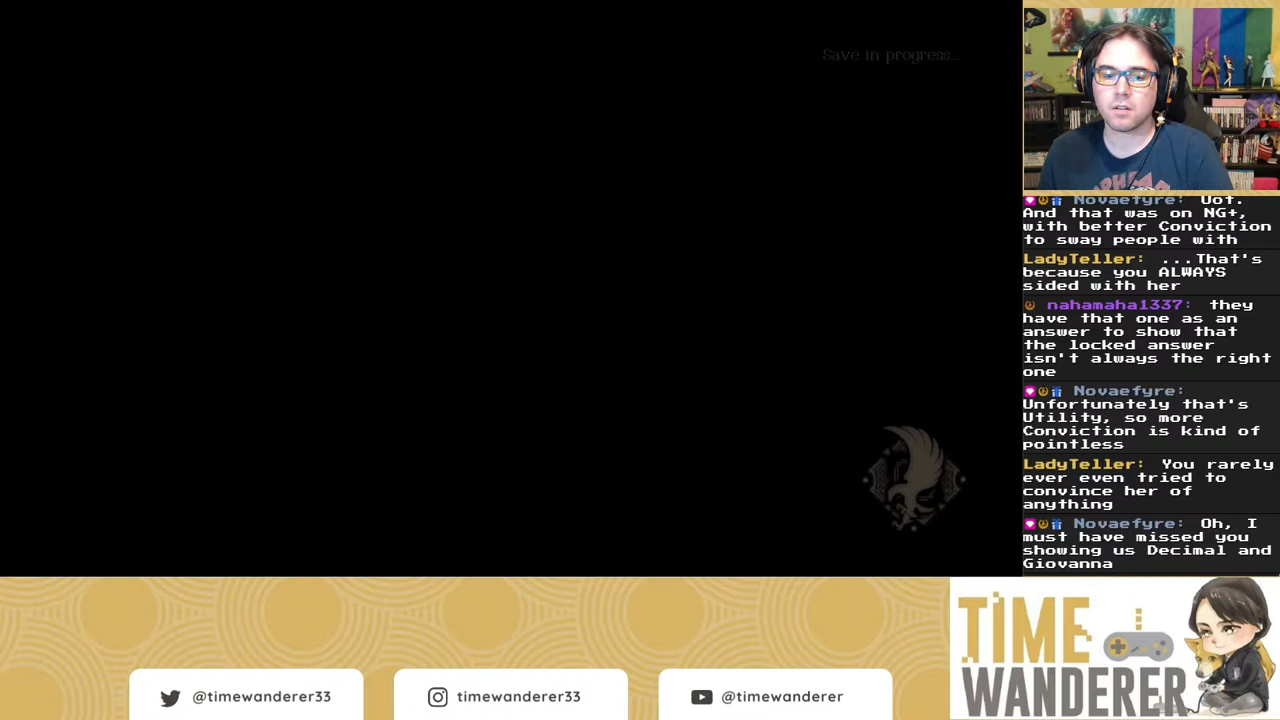 Save in progress...
Novaefyre: Uot.
And that was on NG+,
with better Conviction
to sway people with
LadyTeller: ...That's
because you ALWAYS
sided with her
nahamaha1337: they
have that one as an
answer to show that
the locked answer
isn't always the right
one
Novaefyre:
Unfortunately that's
Utility, so more
Conviction is kind of
pointless
LadyTeller: You rarely
ever even tried to
convince her of
anything
Novaefyre: Oh, I
must have missed you
showing us Decimal and
Giovanna
@timewanderer33
timewanderer33
@timewanderer
TIME
WANDERER